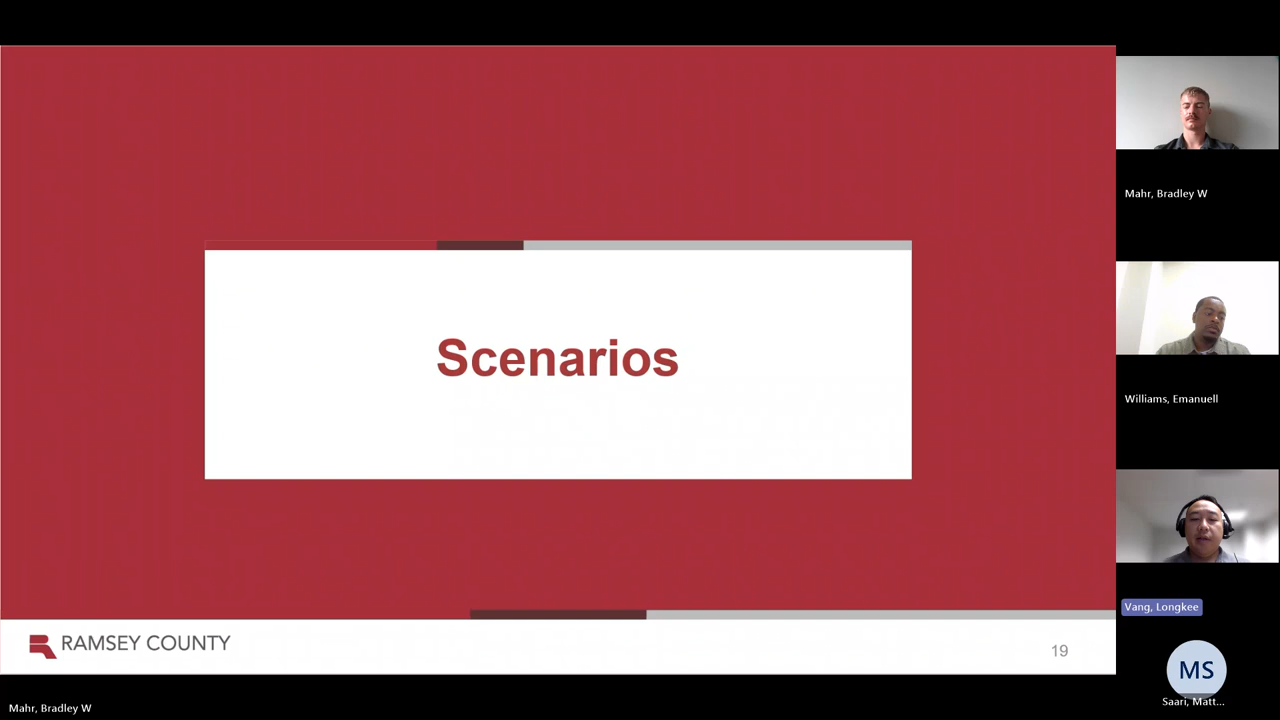 Scenarios
RAMSEY COUNTY
19
Mahr, Bradley W
Mahr, Bradley W
Williams, Emanuell
Vang, Longkee
MS
Saari, Matt...